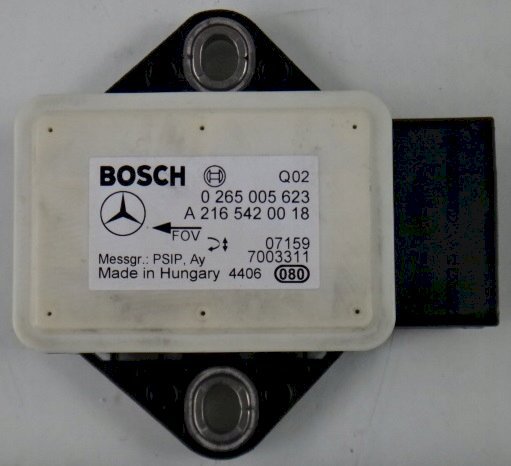 BOSCH Q02
0 265 005 623
A 216 542 00 18
FOV
07159
Messgr.: PSIP, Ay 7003311
Made in Hungary 4406 080